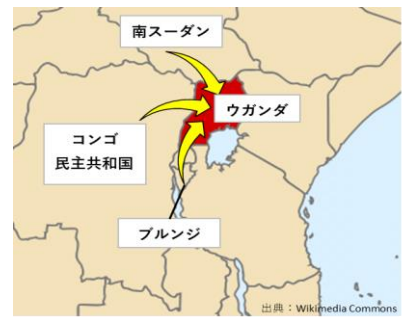 南スーダン
ウガンダ
コンゴ
民主共和国
ブルンジ
出典：Wikimedia Commons